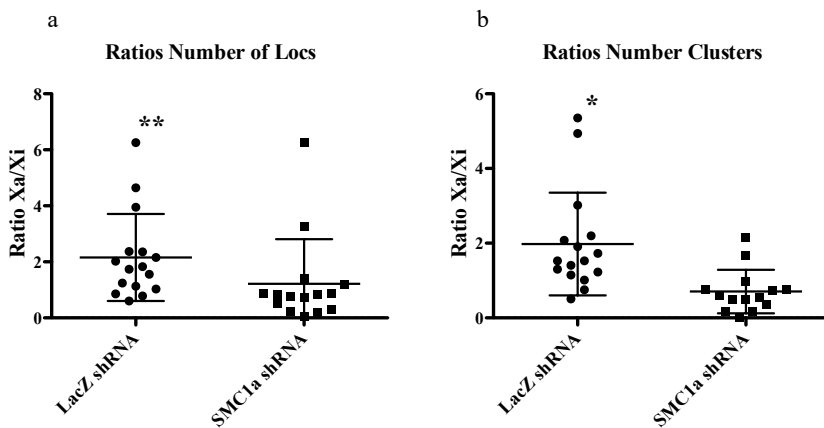 a
Ratios Number of Locs
Ratio Xa/Xi
8
6
4
2
0
**
LacZ shRNA
SMC1a shRNA
b
Ratios Number Clusters
Ratio Xa/Xi
6
4
2
0
*
LacZ shRNA
SMC1a shRNA